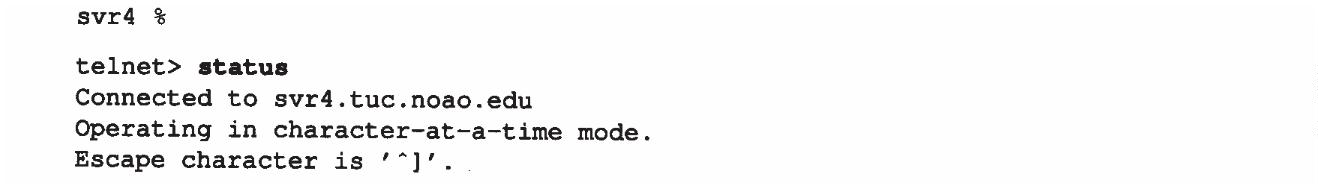 svr4 %
telnet> status
Connected to svr4.tuc.noao.edu
Operating in character-at-a-time mode.
Escape character is '^]'.